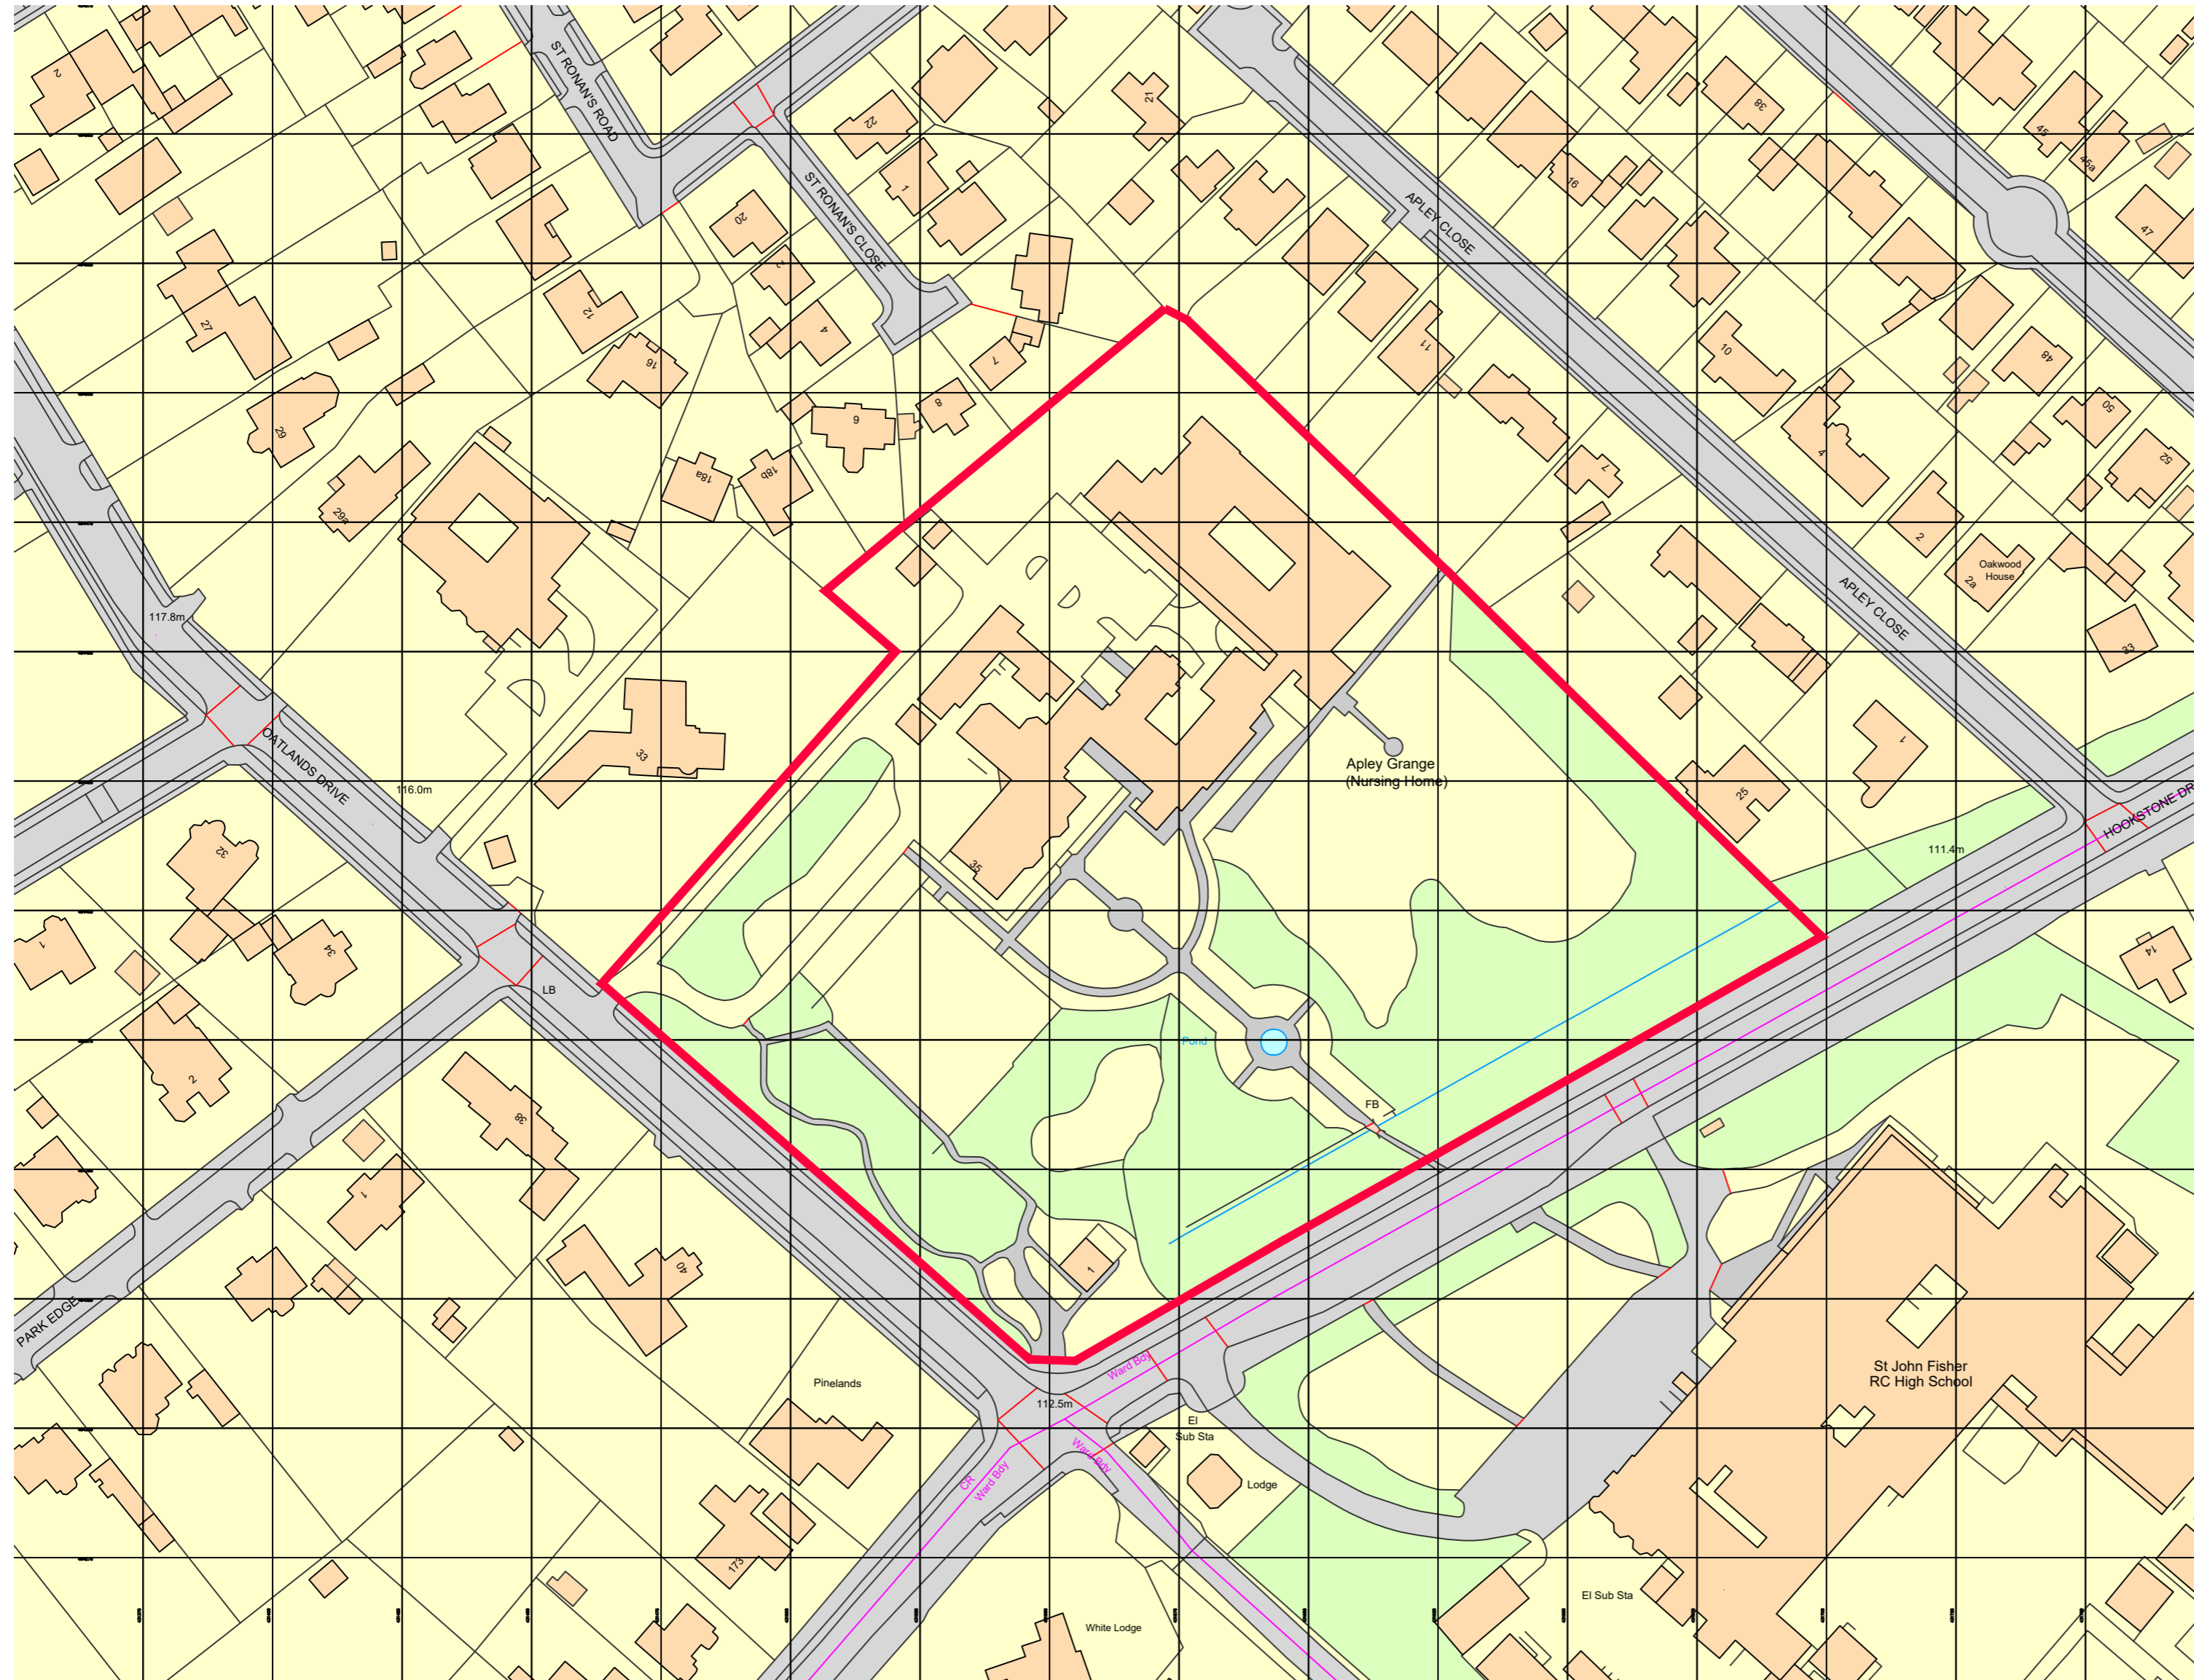 2
ST RONAN'S ROAD
22
21
38
45
45a
1
20
ST RONAN'S CLOSE
2
16
APLEY CLOSE
47
27
12
4
16
7
11
10
48
29
6
8
50
4
52
29a
18a
18b
7
2
Oakwood
House
2a
117.8m
APLEY CLOSE
33
OATLANDS DRIVE
33
116.0m
Apley Grange
(Nursing Home)
25
1
HOOKSTONE DR
32
35
111.4m
1
34
LB
14
2
Pond
38
FB
1
40
1
PARK EDGE
Pinelands
Ward Bdy
St John Fisher
RC High School
112.5m
El
Sub Sta
Ward Bdy
CR
Ward Bdy
Lodge
173
El Sub Sta
White Lodge